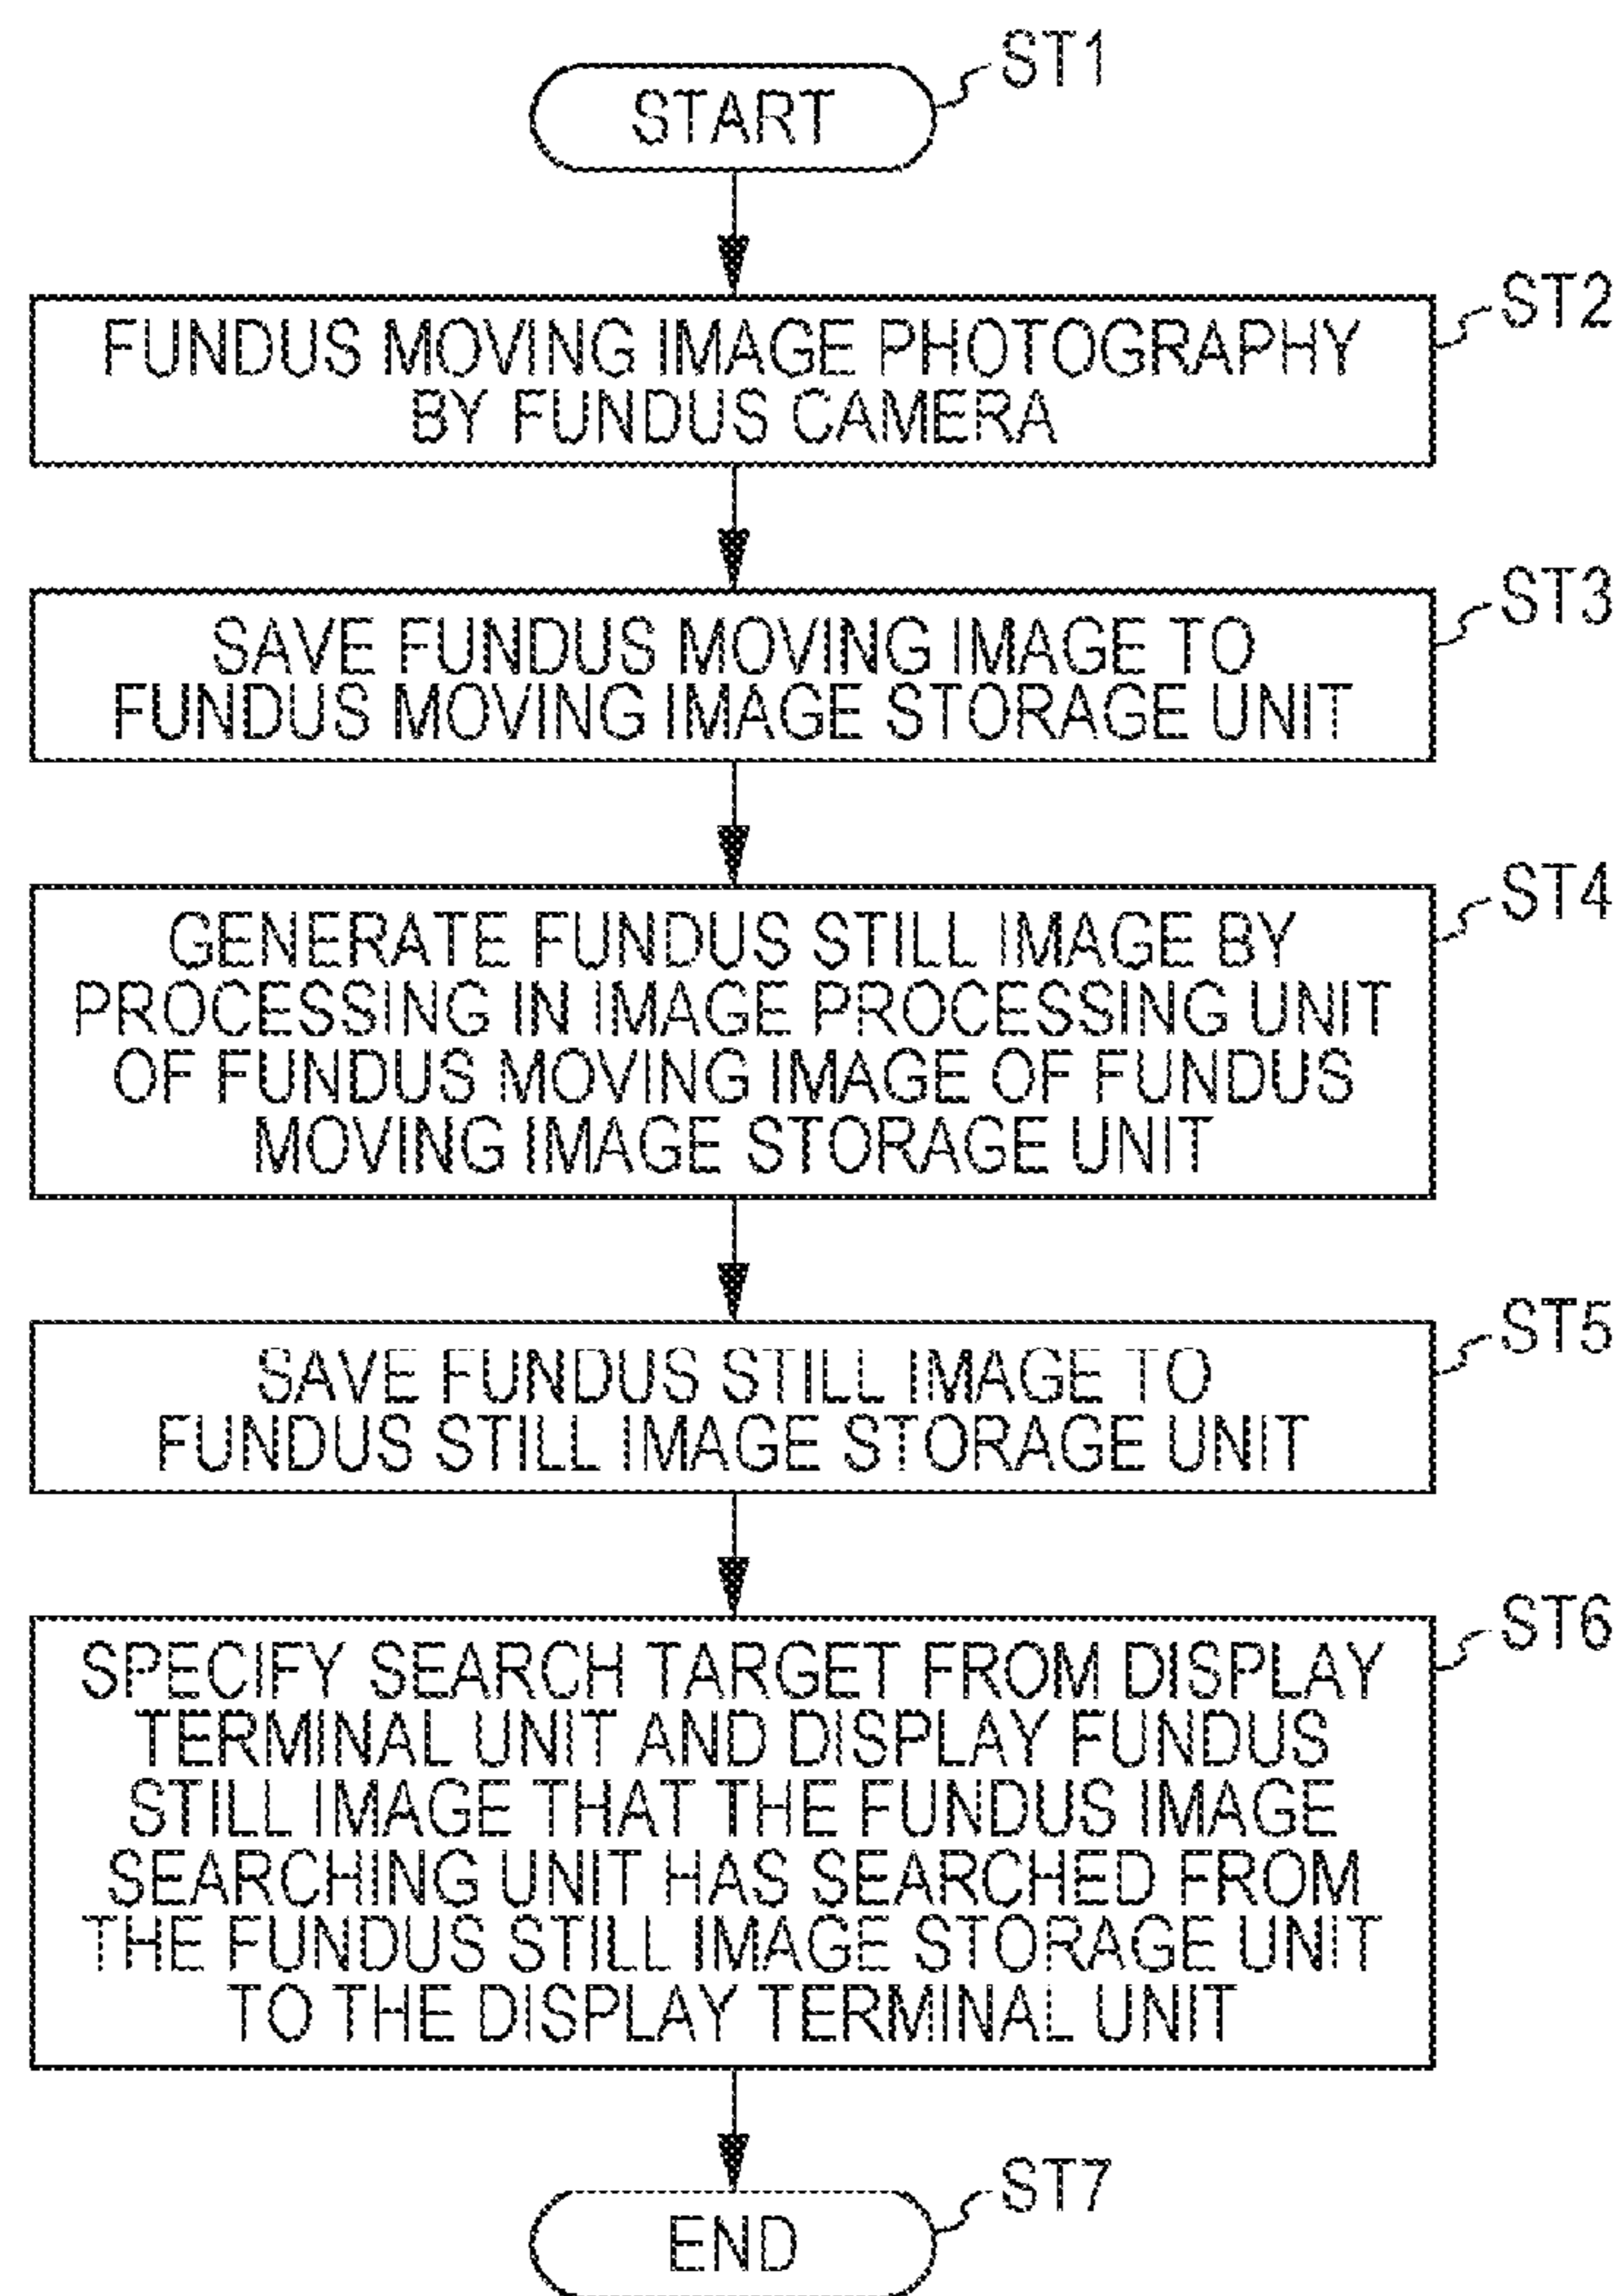 START
ST1
FUNDUS MOVING IMAGE PHOTOGRAPHY
BY FUNDUS CAMERA
ST2
SAVE FUNDUS MOVING IMAGE TO
FUNDUS MOVING IMAGE STORAGE UNIT
ST3
GENERATE FUNDUS STILL IMAGE BY
PROCESSING IN IMAGE PROCESSING UNIT
OF FUNDUS MOVING IMAGE OF FUNDUS
MOVING IMAGE STORAGE UNIT
ST4
SAVE FUNDUS STILL IMAGE TO
FUNDUS STILL IMAGE STORAGE UNIT
ST5
SPECIFY SEARCH TARGET FROM DISPLAY
TERMINAL UNIT AND DISPLAY FUNDUS
STILL IMAGE THAT THE FUNDUS IMAGE
SEARCHING UNIT HAS SEARCHED FROM
THE FUNDUS STILL IMAGE STORAGE UNIT
TO THE DISPLAY TERMINAL UNIT
ST6
END
ST7